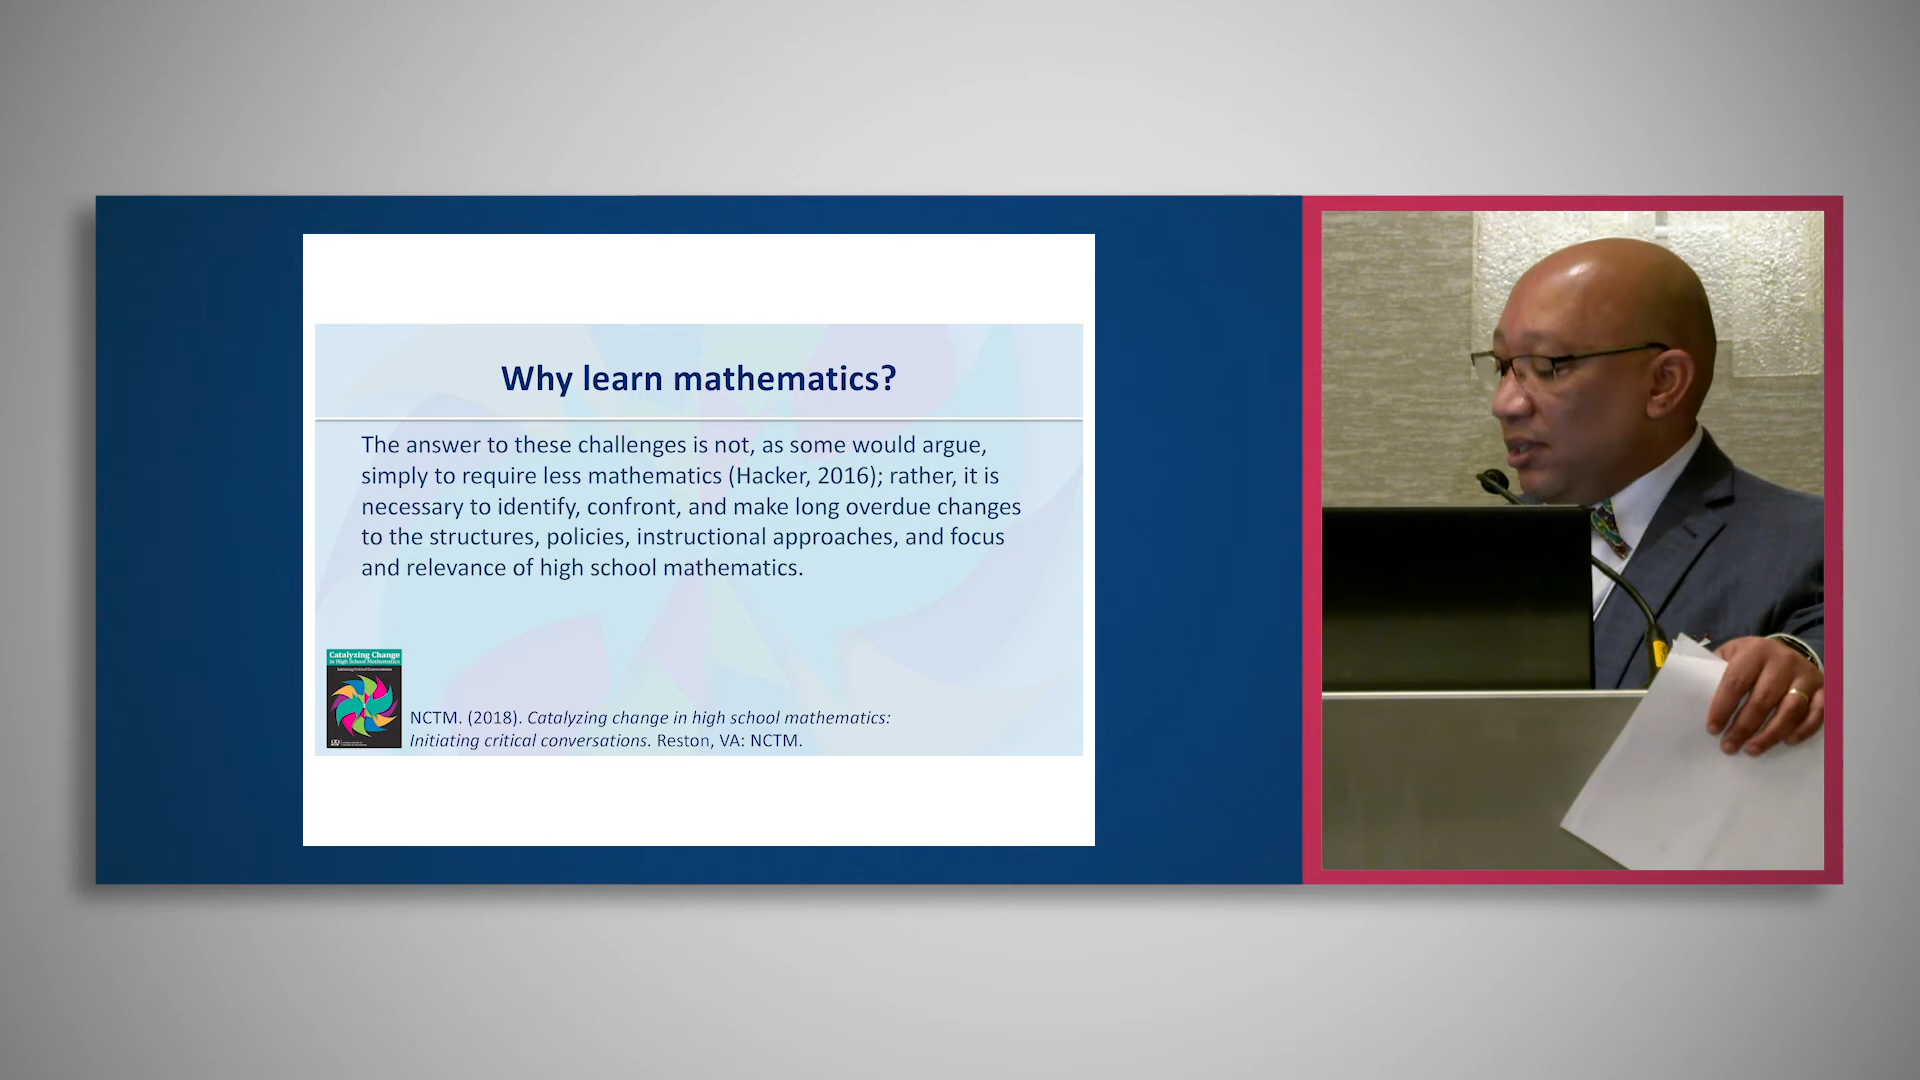 Why learn mathematics?
The answer to these challenges is not, as some would argue,
simply to require less mathematics (Hacker, 2016); rather, it is
necessary to identify, confront, and make long overdue changes
to the structures, policies, instructional approaches, and focus
and relevance of high school mathematics.
Catalyzing Change
in High School Mathematics
Initiating Critical Conversations
NCTM. (2018). Catalyzing change in high school mathematics:
Initiating critical conversations. Reston, VA: NCTM.